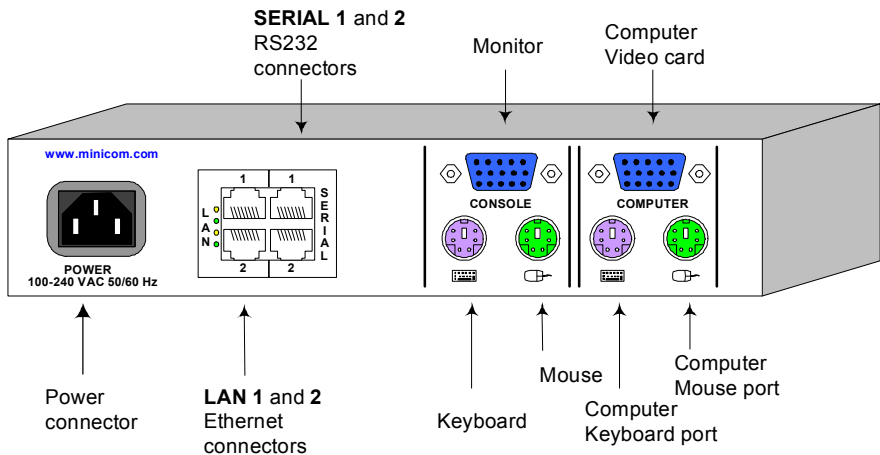 SERIAL 1 and 2
RS232
connectors
Monitor
Computer
Video card
www.minicom.com
1 1
LAN
SERIAL
2 2
POWER
100-240 VAC 50/60 Hz
CONSOLE
COMPUTER
Power
connector
LAN 1 and 2
Ethernet
connectors
Keyboard
Mouse
Computer
Keyboard port
Computer
Mouse port